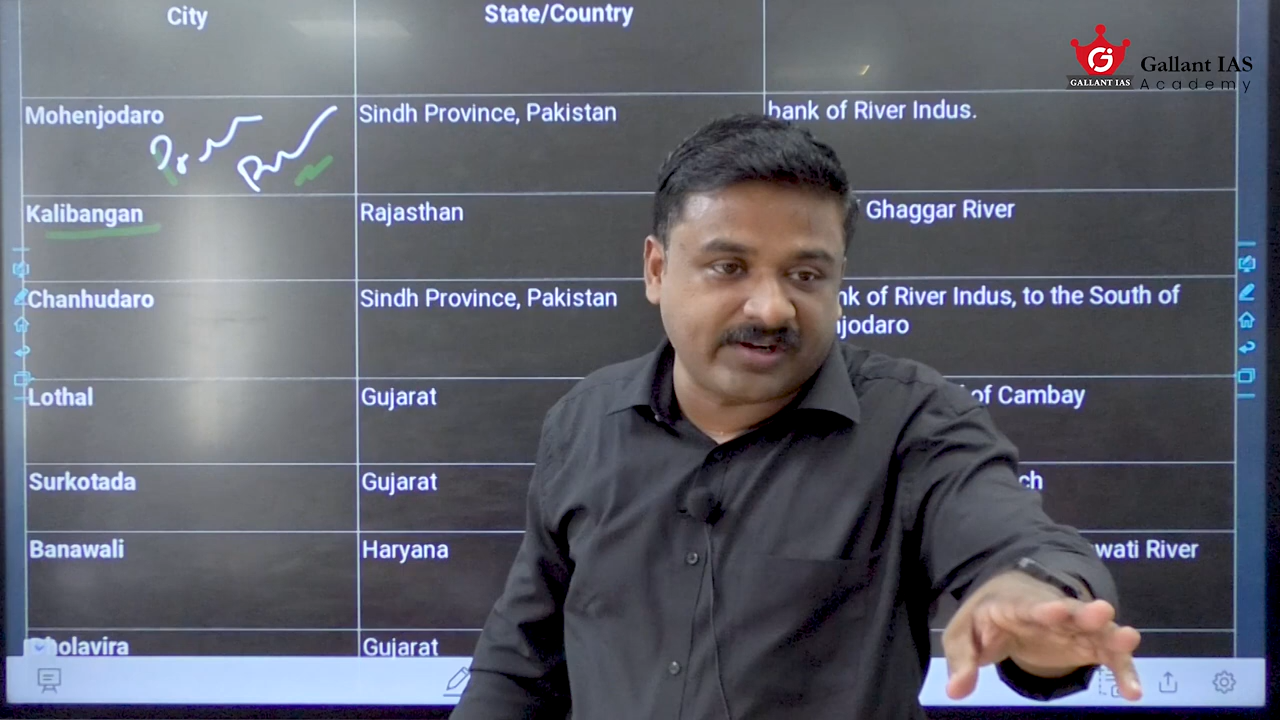 City State/Country
Gallant IAS
GALLANT IAS Academy
Mohenjodaro Sindh Province, Pakistan bank of River Indus.
Kalibangan Rajasthan Ghaggar River
Chanhudaro Sindh Province, Pakistan of River Indus, to the South of
Lothal Gujarat of Cambay
Surkotada Gujarat
Banawali Haryana River
Dholavira Gujarat